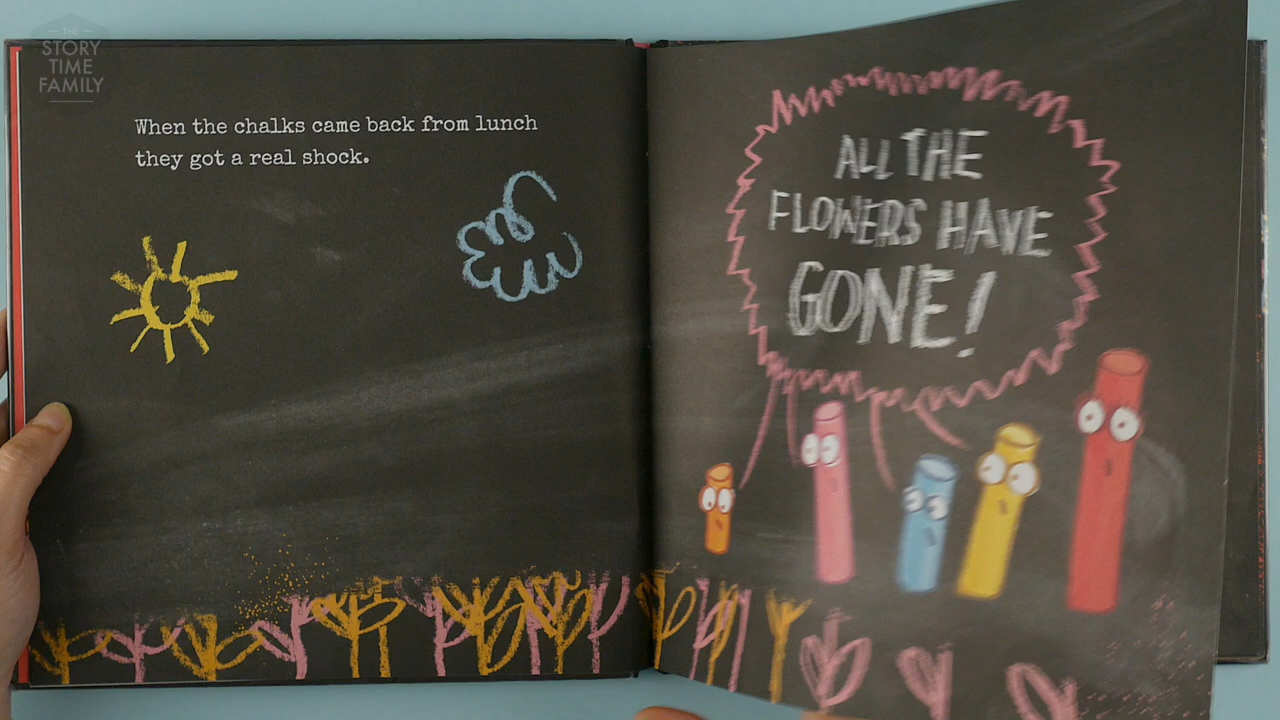 THE
STORY
TIME
FAMILY
When the chalks came back from lunch
they got a real shock.
ALL THE
FLOWERS HAVE
GONE!